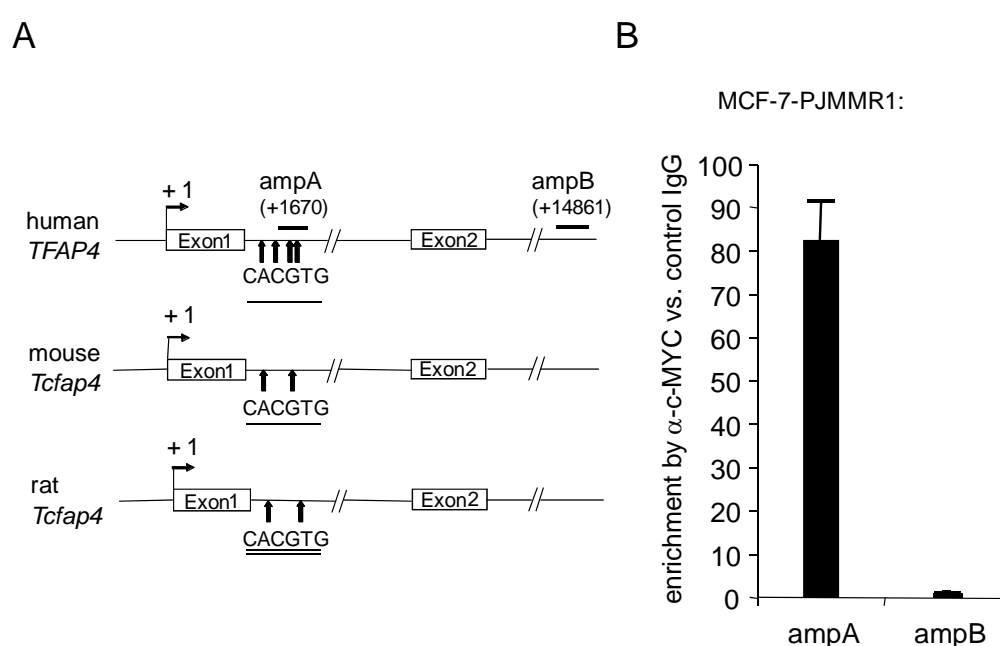 A
B
MCF-7-PJMMR1:
+ 1
ampA
(+1670)
ampB
(+14861)
human
TFAP4
Exon1
Exon2
CACGTG
+ 1
mouse
Tcfap4
Exon1
Exon2
CACGTG
+ 1
rat
Tcfap4
Exon1
Exon2
CACGTG
enrichment by α-c-MYC vs. control IgG
100
90
80
70
60
50
40
30
20
10
0
ampA
ampB